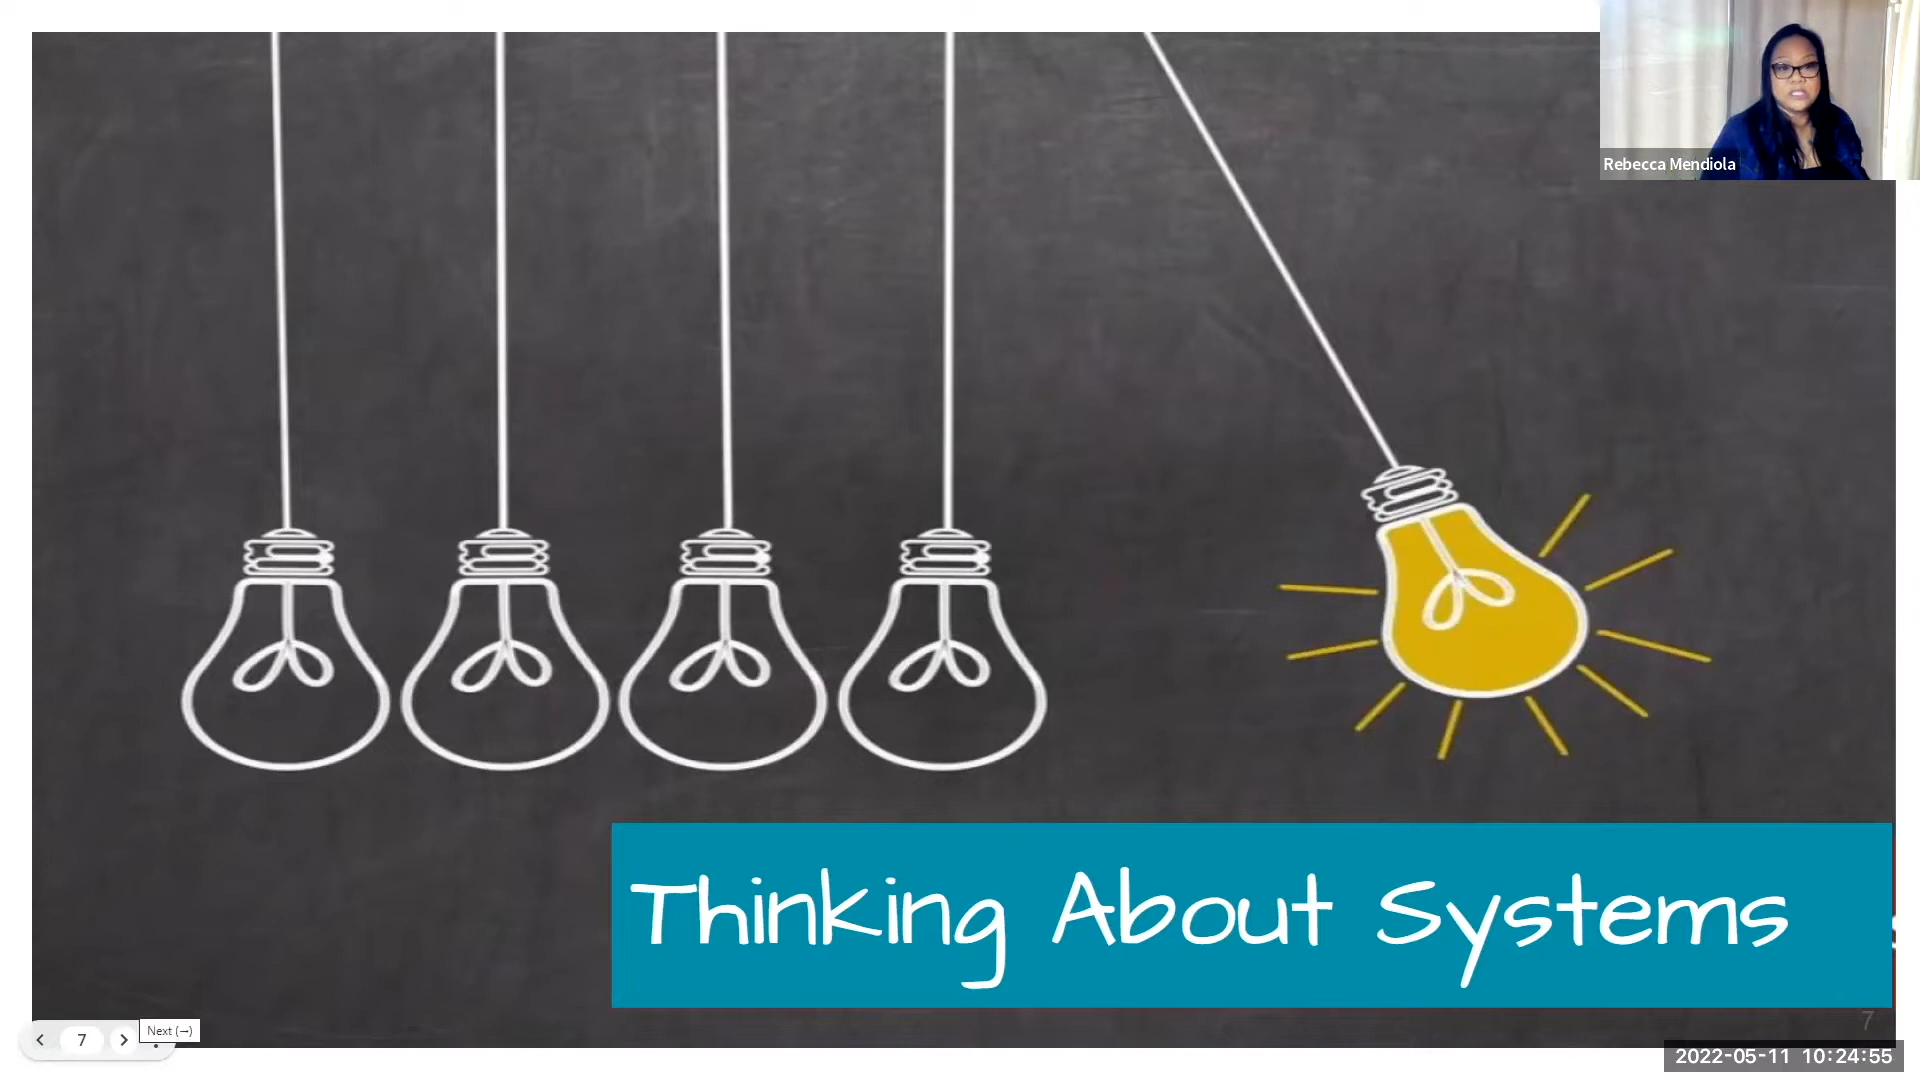 Rebecca Mendiola
Thinking About Systems
7
Next (→)
7
2022-05-11 10:24:55